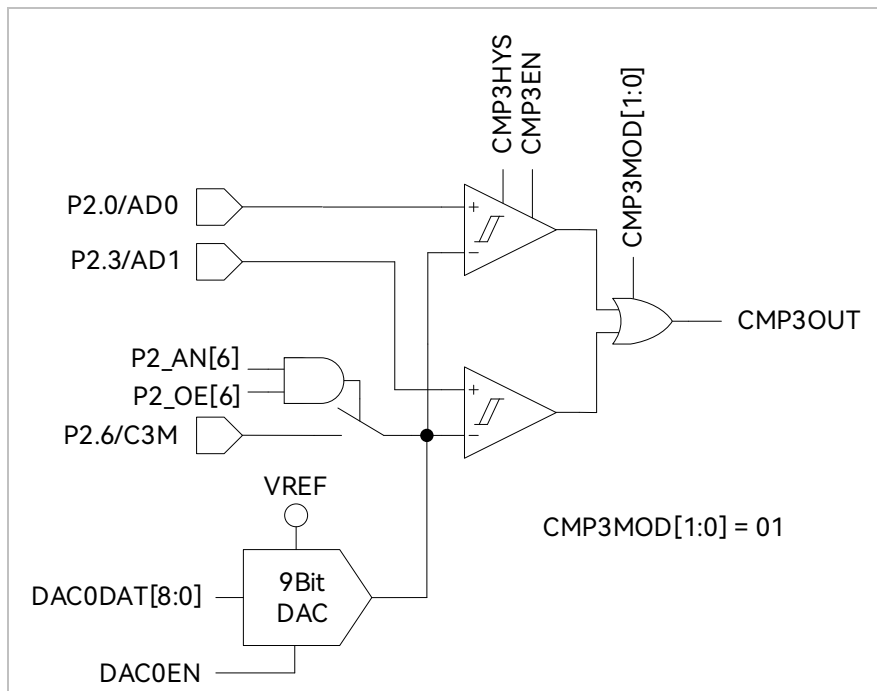 CMP3HYS
CMP3EN
CMP3MOD[1:0]
P2.0/AD0
+
−
P2.3/AD1
CMP3OUT
P2_AN[6]
P2_OE[6]
+
P2.6/C3M
−
VREF
CMP3MOD[1:0] = 01
9Bit
DAC
DAC0DAT[8:0]
DAC0EN